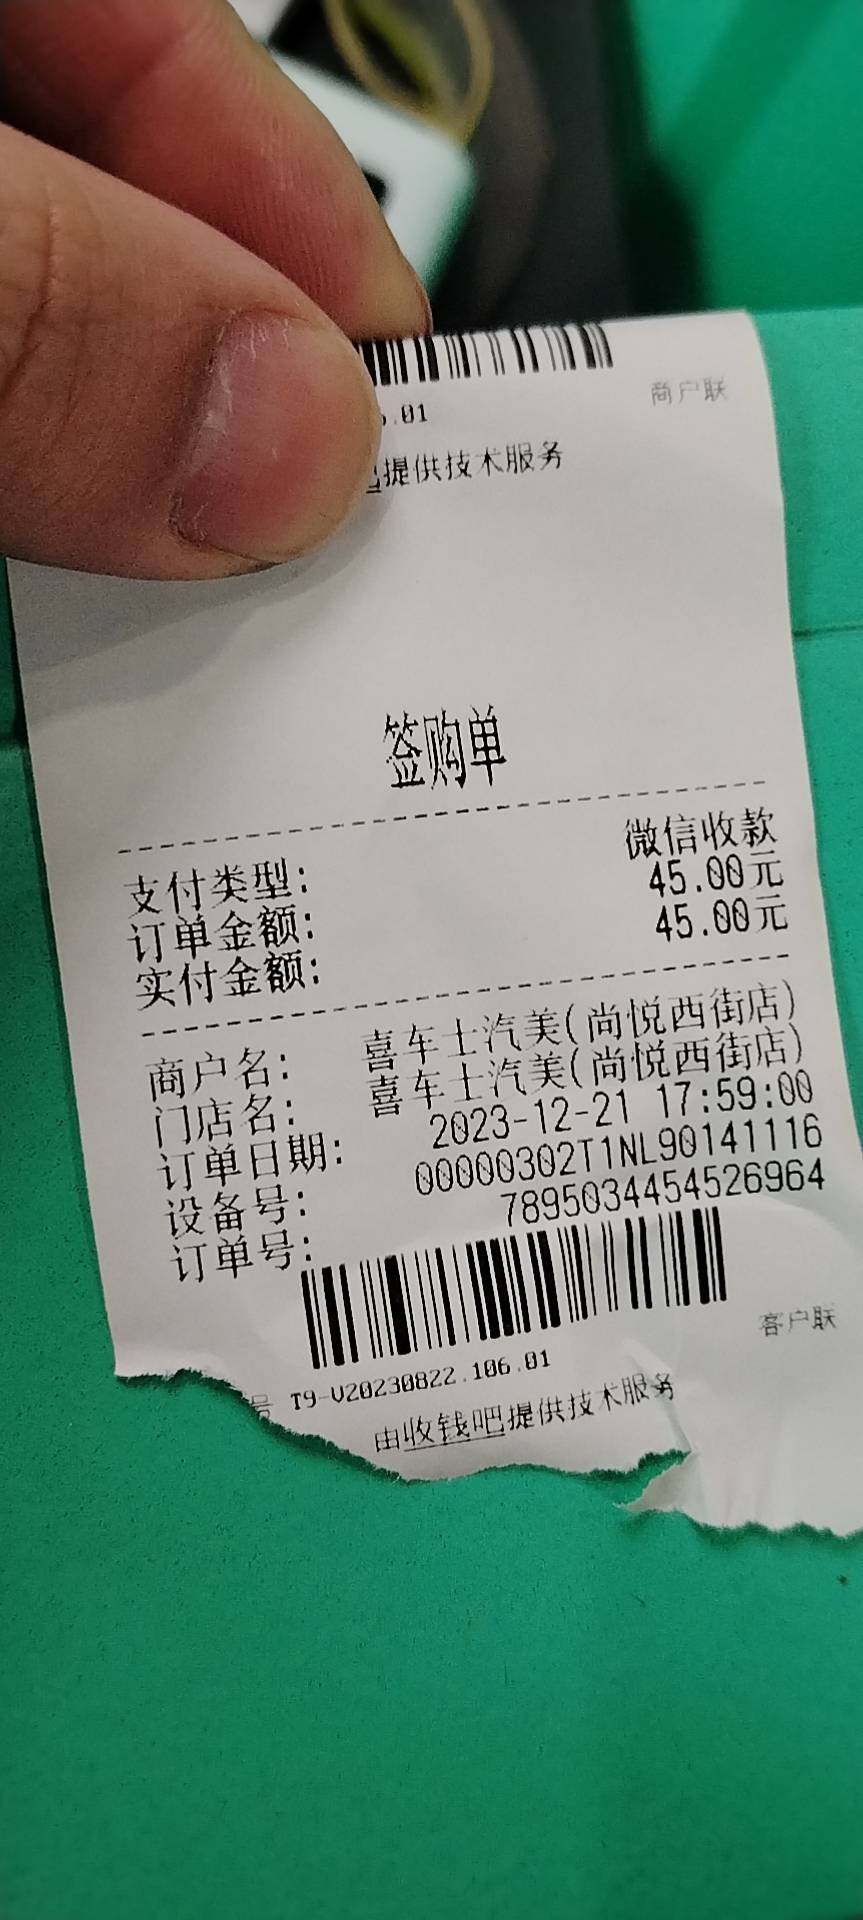 .01
商户联
提供技术服务
签购单
支付类型: 微信收款
订单金额: 45.00元
实付金额: 45.00元
商户名: 喜车士汽美(尚悦西街店)
门店名: 喜车士汽美(尚悦西街店)
订单日期: 2023-12-21 17:59:00
设备号: 00000302T1NL90141116
订单号: 7895034454526964
客户联
号 T9-V20230822.106.01
由收钱吧提供技术服务